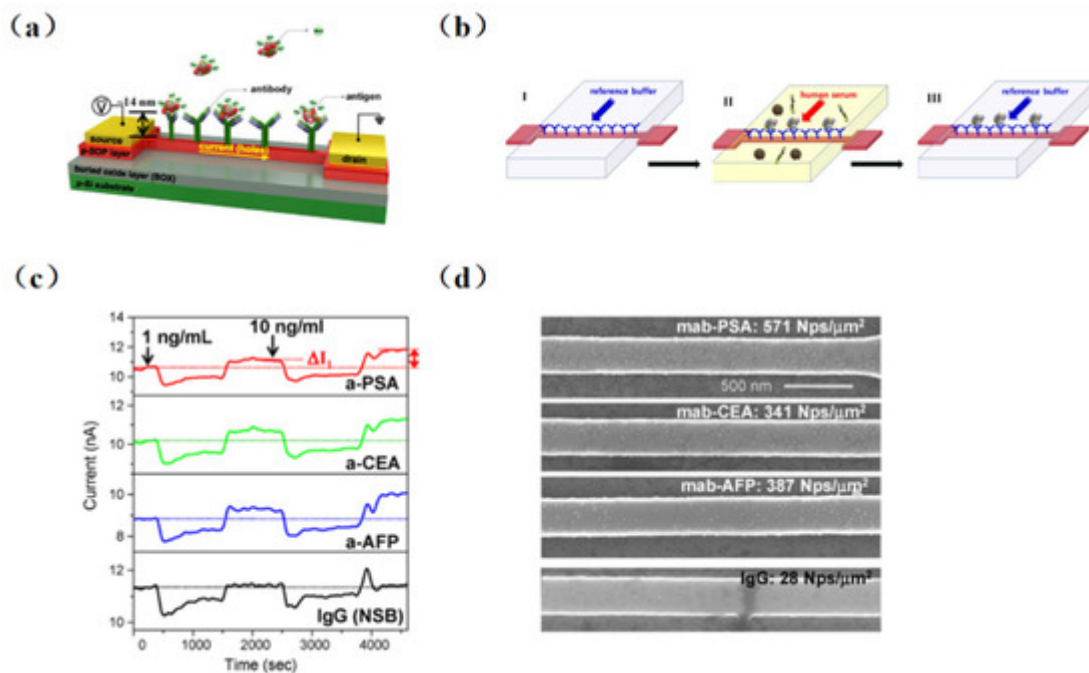 (a)
antibody
14 nm
antigen
source
p-SOP layer
current (holes)
drain
buried oxide layer (BOX)
p-Si substrate
(b)
I
reference buffer
II
human serum
III
reference buffer
(c)
14
1 ng/mL
10 ng/ml
12
ΔI₁
10
a-PSA
12
10
a-CEA
10
8
a-AFP
12
10
IgG (NSB)
Current (nA)
0 1000 2000 3000 4000
Time (sec)
(d)
mab-PSA: 571 Nps/μm²
500 nm
mab-CEA: 341 Nps/μm²
mab-AFP: 387 Nps/μm²
IgG: 28 Nps/μm²